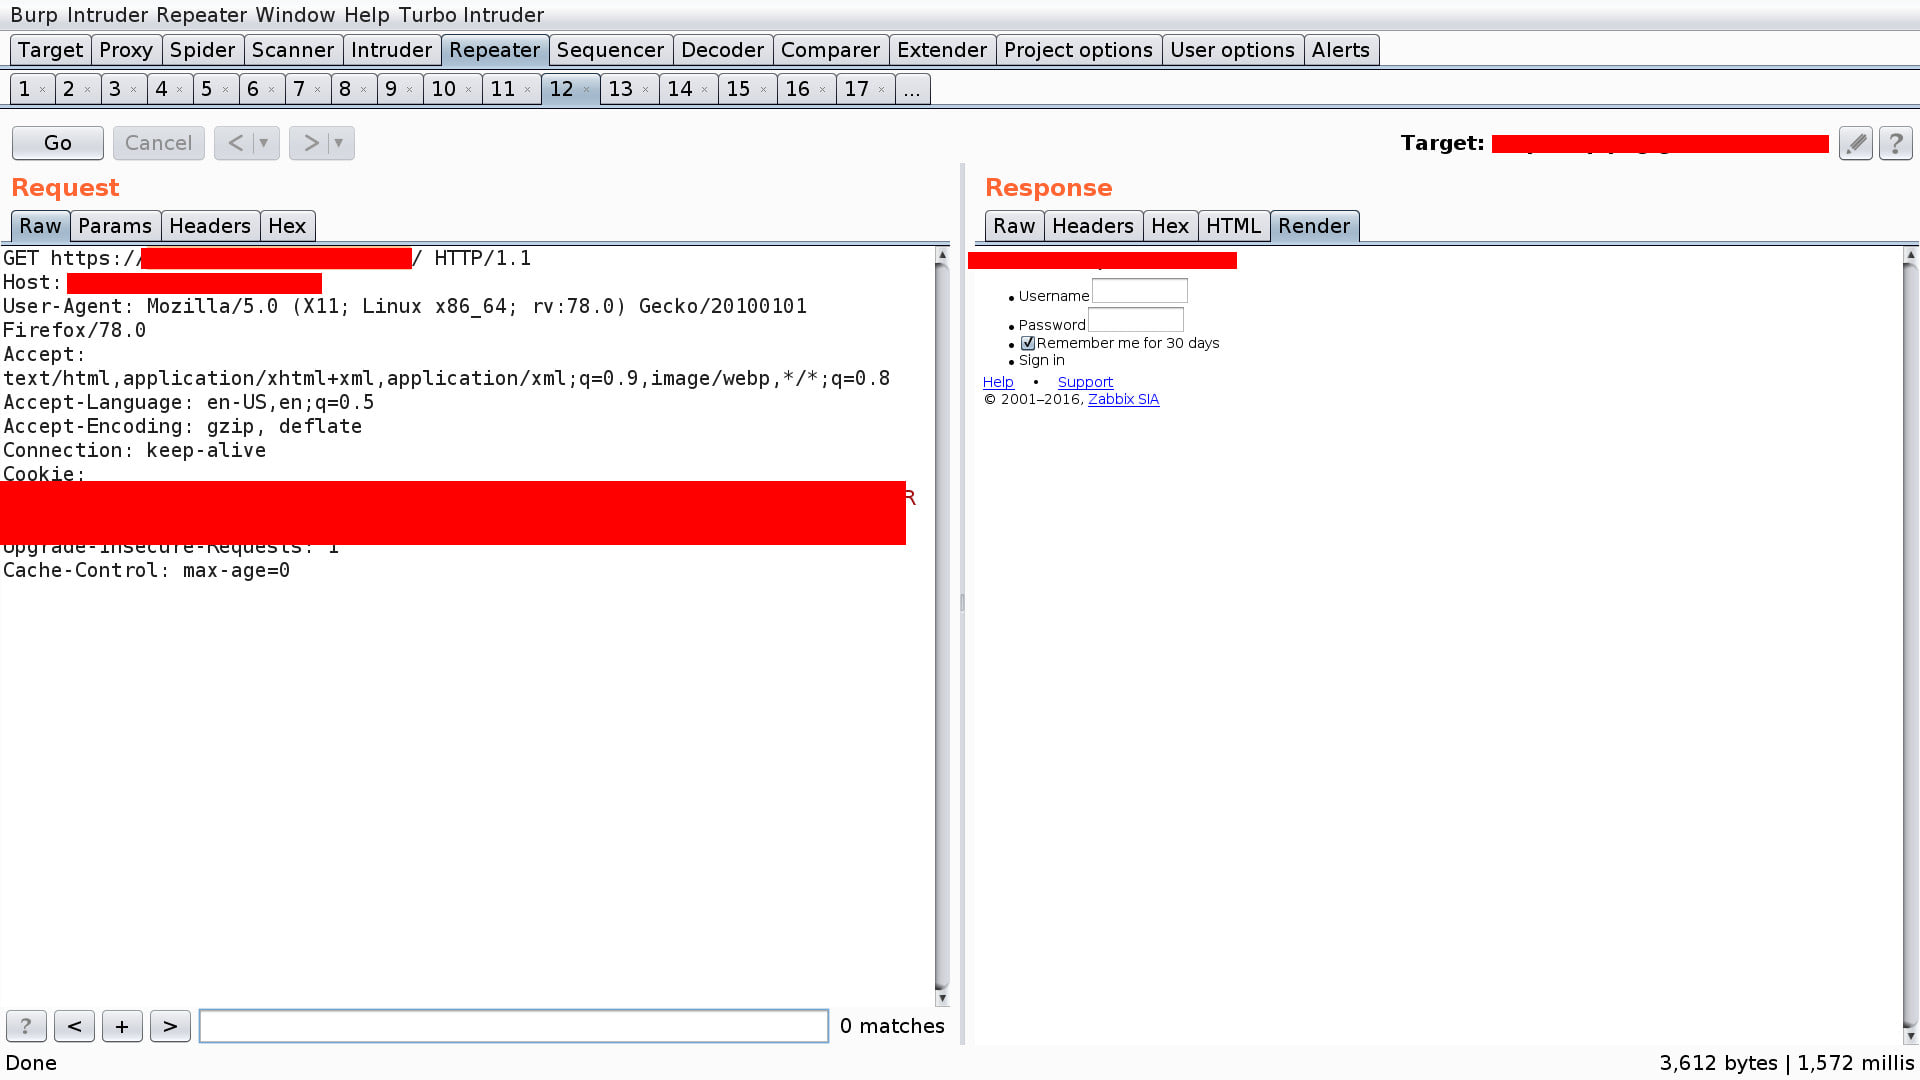 Burp Intruder Repeater Window Help Turbo Intruder
Target Proxy Spider Scanner Intruder Repeater Sequencer Decoder Comparer Extender Project options User options Alerts
1 × 2 × 3 × 4 × 5 × 6 × 7 × 8 × 9 × 10 × 11 × 12 × 13 × 14 × 15 × 16 × 17 × ...
Go Cancel < ▼ > ▼ Target: ?
Request
Raw Params Headers Hex
GET https:// / HTTP/1.1
Host:
User-Agent: Mozilla/5.0 (X11; Linux x86_64; rv:78.0) Gecko/20100101
Firefox/78.0
Accept:
text/html,application/xhtml+xml,application/xml;q=0.9,image/webp,*/*;q=0.8
Accept-Language: en-US,en;q=0.5
Accept-Encoding: gzip, deflate
Connection: keep-alive
Cookie:
R
Upgrade-Insecure-Requests: 1
Cache-Control: max-age=0
? < + > 0 matches
Response
Raw Headers Hex HTML Render
• Username
• Password
• Remember me for 30 days
• Sign in
Help • Support
© 2001–2016, Zabbix SIA
Done 3,612 bytes | 1,572 millis